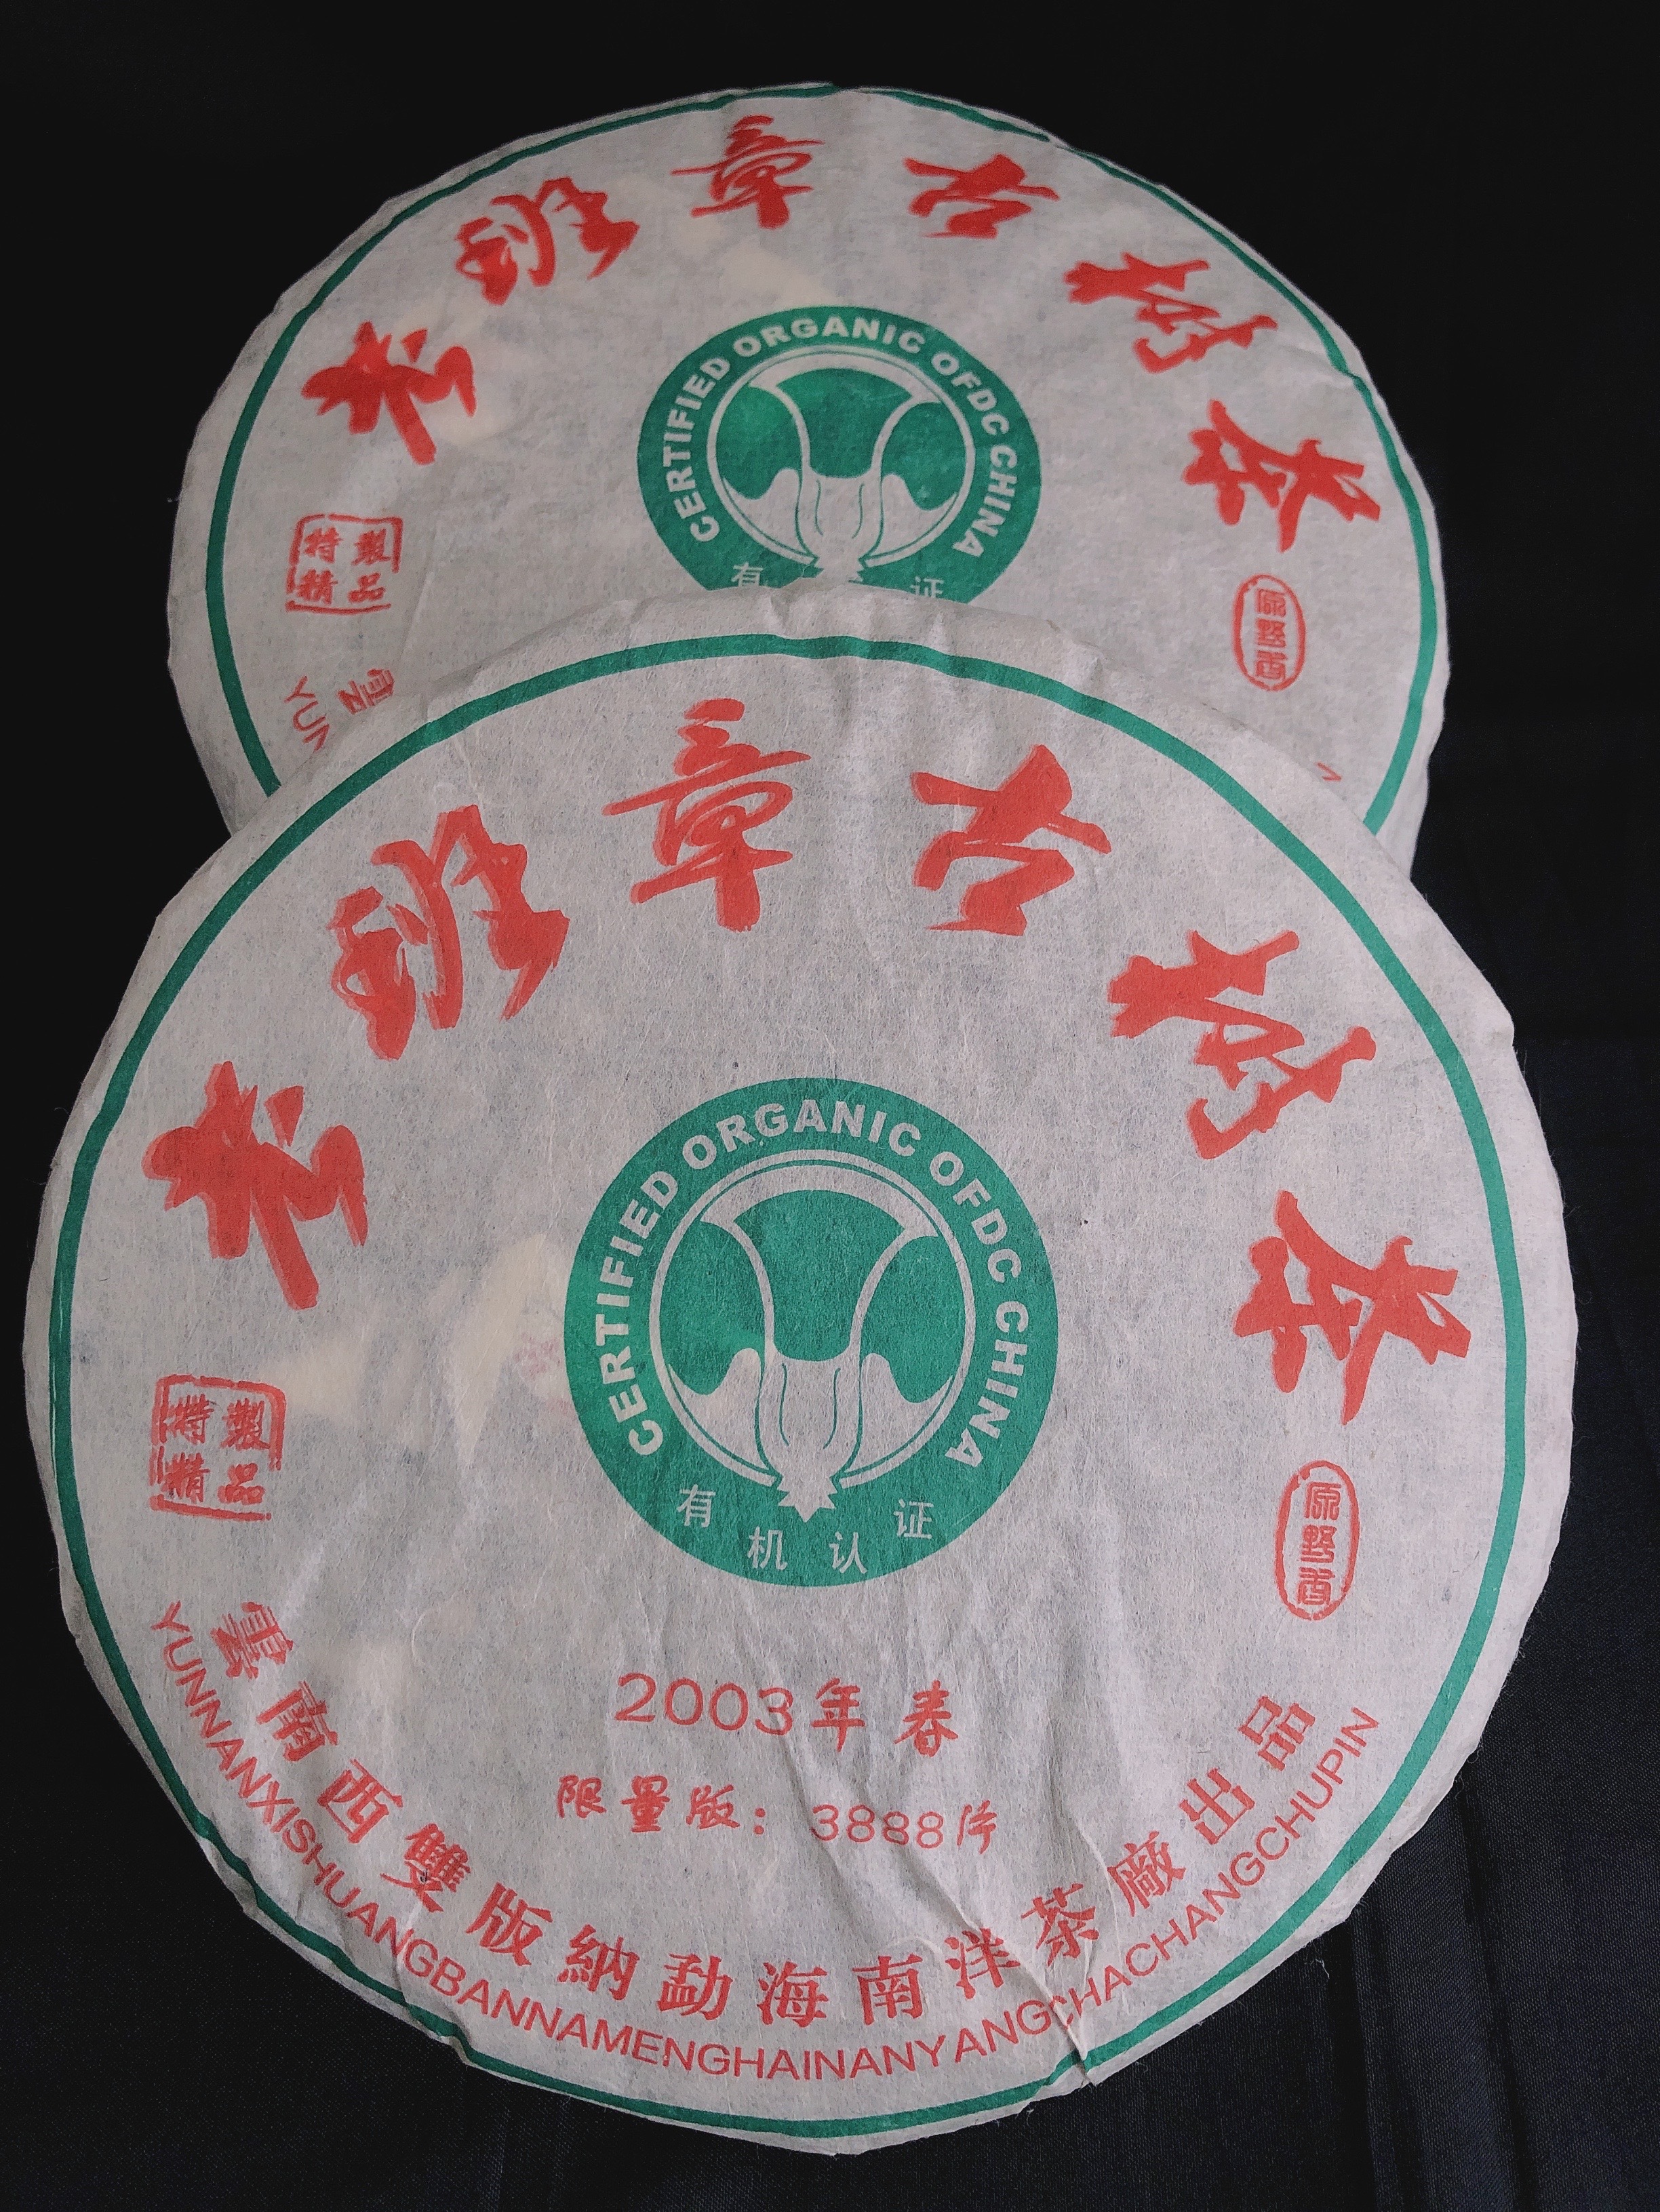 老班章古树茶
CERTIFIED ORGANIC OFDC CHINA
有 证
特製
精品
原野香
雲
YUN
老班章古树茶
CERTIFIED ORGANIC OFDC CHINA
有机认证
特製
精品
原野香
2003年春
限量版：3888片
雲南西雙版納勐海南洋茶廠出品
YUNNANXISHUANGBANNAMENGHAINANYANGCHACHANGCHUPIN